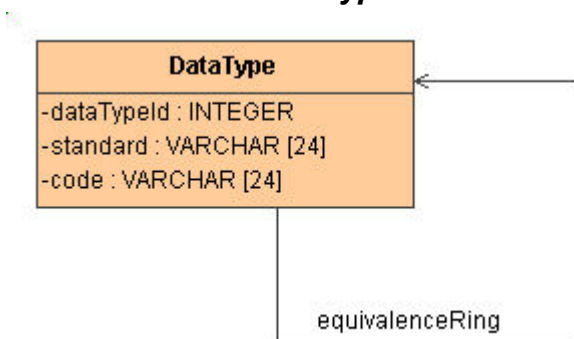 DataType
-dataTypeId : INTEGER
-standard : VARCHAR [24]
-code : VARCHAR [24]
equivalenceRing